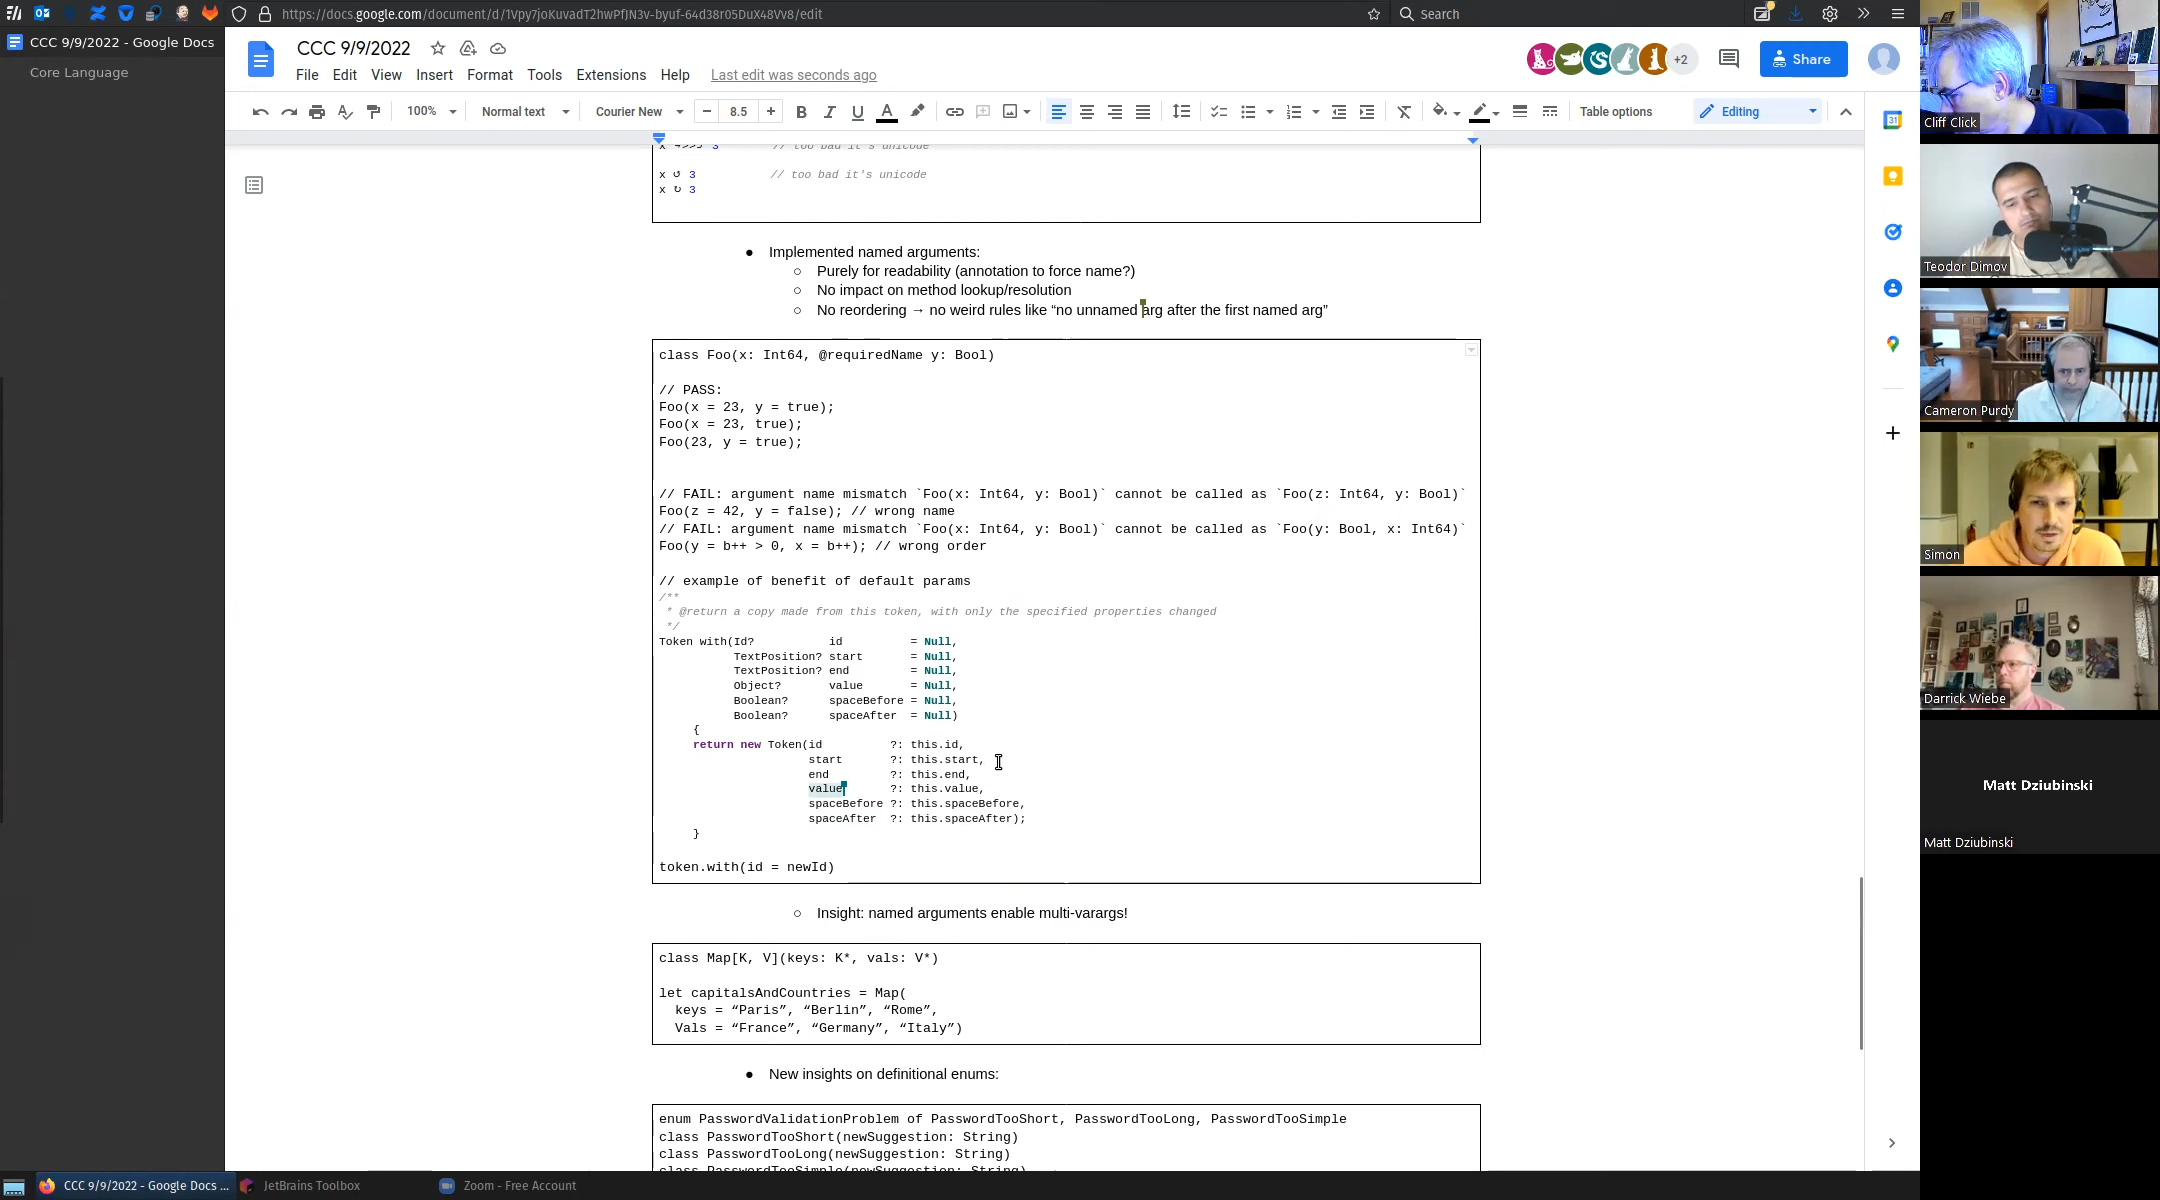 https://docs.google.com/document/d/1Vpy7joKuvadT2hwPfJN3v-byuf-64d38r05DuX48Vv8/edit
Search
CCC 9/9/2022 - Google Docs
Core Language
CCC 9/9/2022
File Edit View Insert Format Tools Extensions Help Last edit was seconds ago
+2
Share
100% Normal text Courier New − 8.5 + B I U A Table options Editing
// too bad it's unicode
x ↺ 3 // too bad it's unicode
x ↻ 3
● Implemented named arguments:
○ Purely for readability (annotation to force name?)
○ No impact on method lookup/resolution
○ No reordering → no weird rules like “no unnamed arg after the first named arg”
class Foo(x: Int64, @requiredName y: Bool)
// PASS:
Foo(x = 23, y = true);
Foo(x = 23, true);
Foo(23, y = true);
// FAIL: argument name mismatch `Foo(x: Int64, y: Bool)` cannot be called as `Foo(z: Int64, y: Bool)`
Foo(z = 42, y = false); // wrong name
// FAIL: argument name mismatch `Foo(x: Int64, y: Bool)` cannot be called as `Foo(y: Bool, x: Int64)`
Foo(y = b++ > 0, x = b++); // wrong order
// example of benefit of default params
/**
* @return a copy made from this token, with only the specified properties changed
*/
Token with(Id? id = Null,
TextPosition? start = Null,
TextPosition? end = Null,
Object? value = Null,
Boolean? spaceBefore = Null,
Boolean? spaceAfter = Null)
{
return new Token(id ?: this.id,
start ?: this.start,
end ?: this.end,
value ?: this.value,
spaceBefore ?: this.spaceBefore,
spaceAfter ?: this.spaceAfter);
}
token.with(id = newId)
○ Insight: named arguments enable multi-varargs!
class Map[K, V](keys: K*, vals: V*)
let capitalsAndCountries = Map(
keys = “Paris”, “Berlin”, “Rome”,
Vals = “France”, “Germany”, “Italy”)
● New insights on definitional enums:
enum PasswordValidationProblem of PasswordTooShort, PasswordTooLong, PasswordTooSimple
class PasswordTooShort(newSuggestion: String)
class PasswordTooLong(newSuggestion: String)
class PasswordTooSimple(newSuggestion: String)
31
Cliff Click
Teodor Dimov
Cameron Purdy
Simon
Darrick Wiebe
Matt Dziubinski
Matt Dziubinski
CCC 9/9/2022 - Google Docs ...
JetBrains Toolbox
Zoom - Free Account